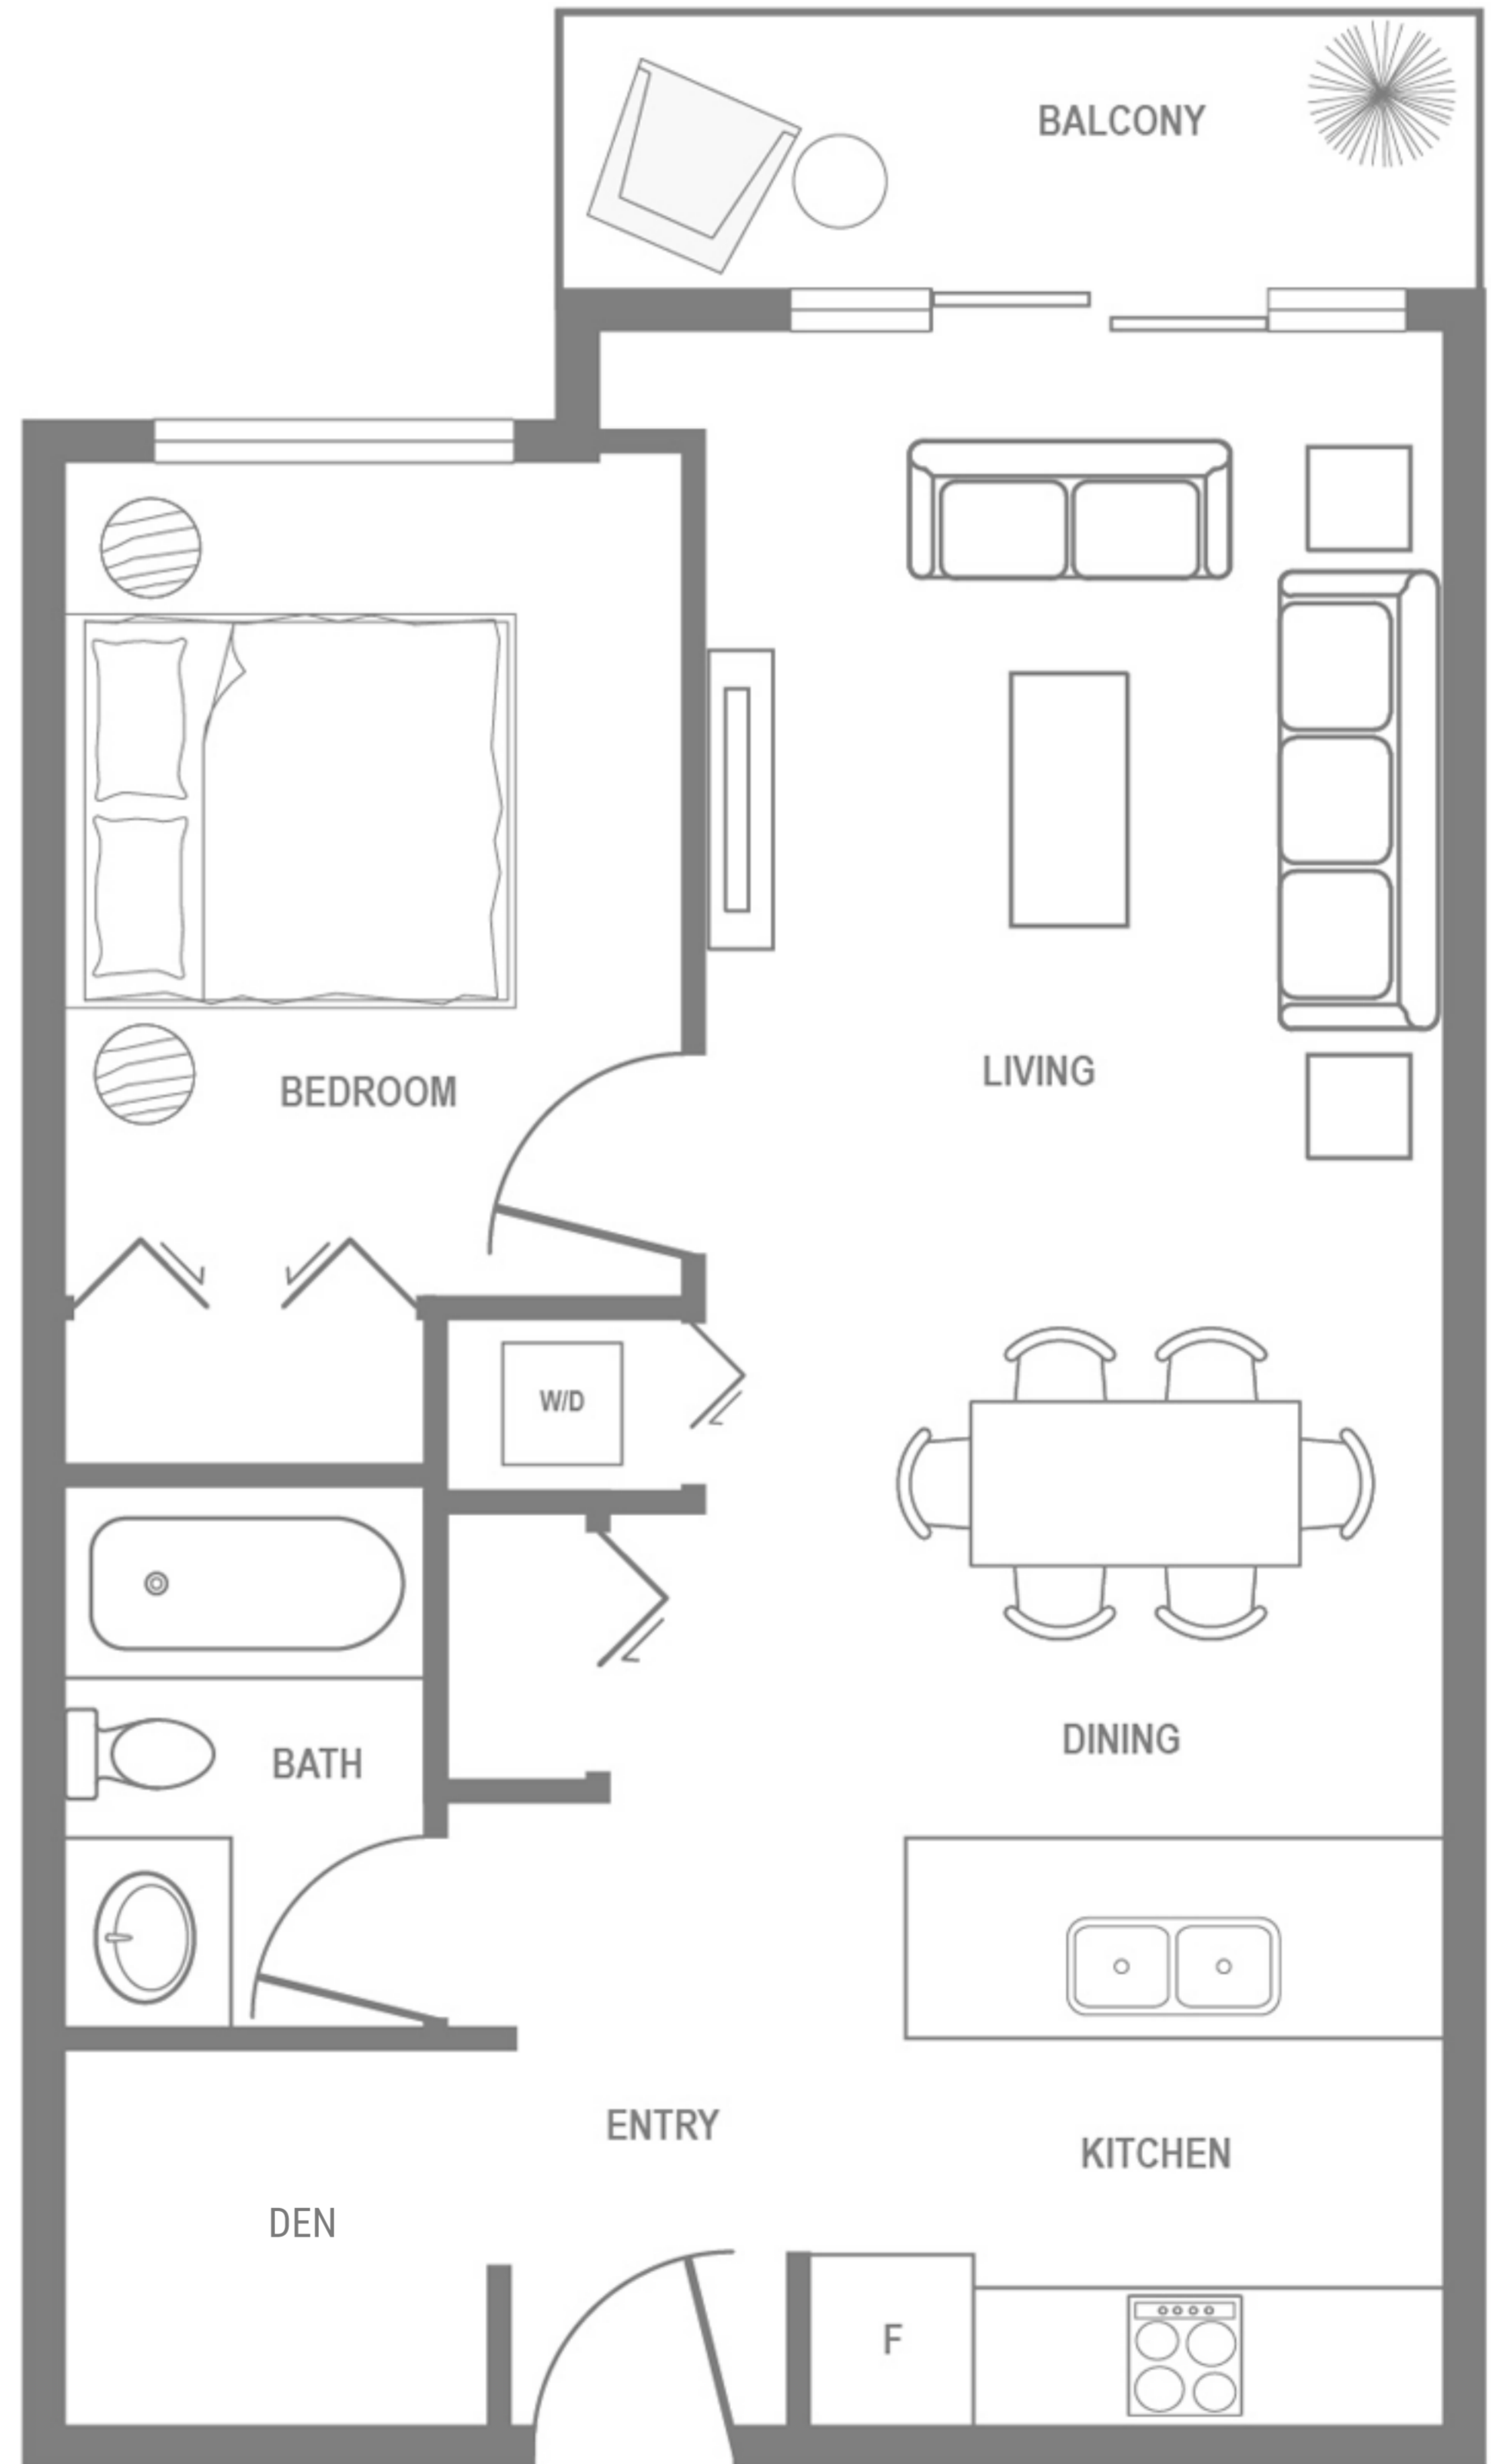 BALCONY
BEDROOM
LIVING
W/D
DINING
BATH
ENTRY
KITCHEN
DEN
F